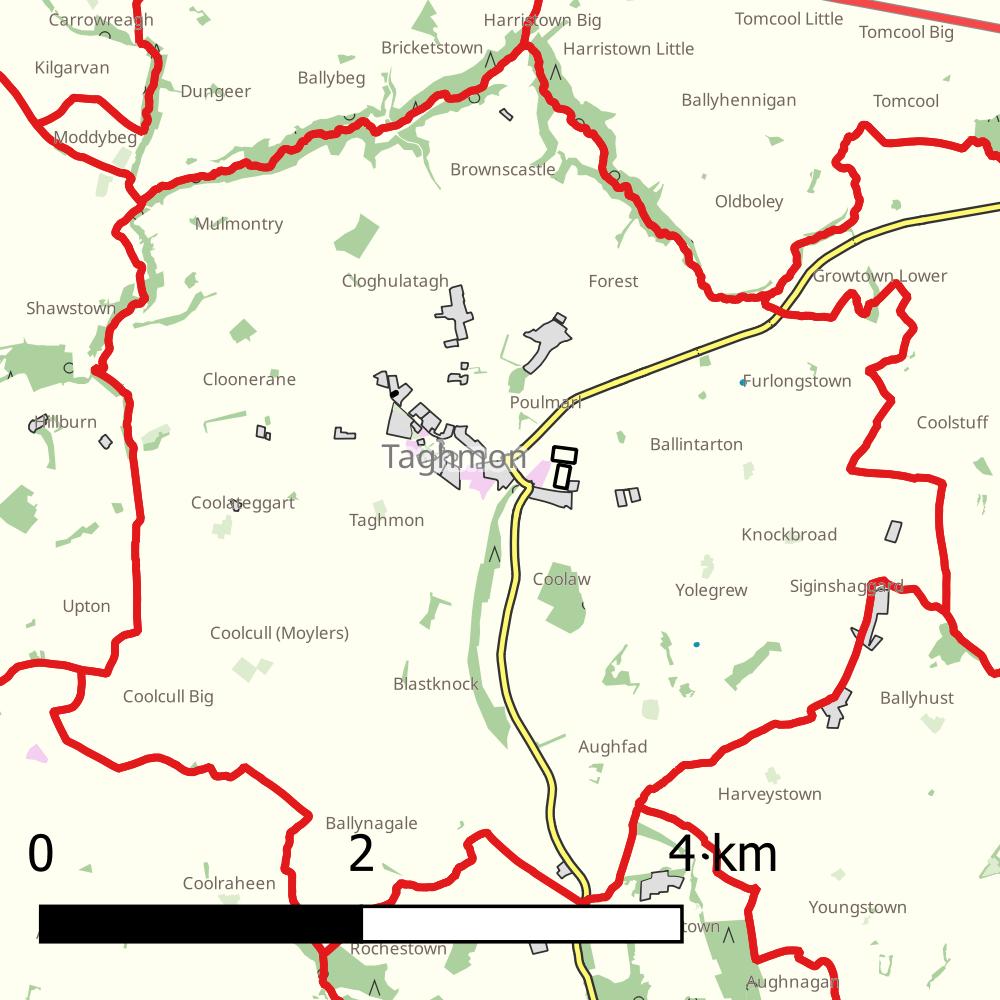 Carrowreagh
Harristown Big
Tomcool Little
Tomcool Big
Bricketstown
Harristown Little
Kilgarvan
Ballybeg
Dungeer
Ballyhennigan
Tomcool
Moddybeg
Brownscastle
Oldboley
Mulmontry
Cloghulatagh
Forest
Growtown Lower
Shawstown
Cloonerane
Furlongstown
Poulmarl
Hillburn
Coolstuff
Ballintarton
Taghmon
Coolateggart
Taghmon
Knockbroad
Coolaw
Yolegrew
Siginshaggard
Upton
Coolcull (Moylers)
Blastknock
Coolcull Big
Ballyhust
Aughfad
Harveystown
Ballynagale
0 2 4 km
Coolraheen
Youngstown
town
Rochestown
Aughnagan